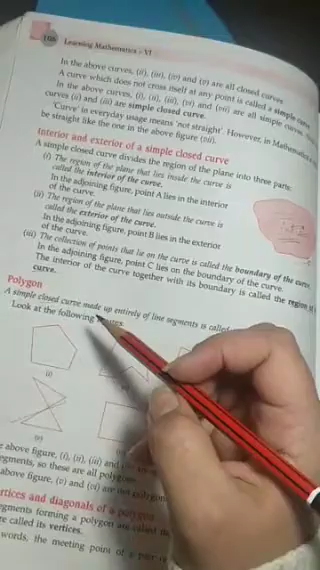 106 Learning Mathematics – VI
In the above curves, (ii), (iii), (iv) and (v) are all closed curves.
A curve which does not cross itself at any point is called a simple curve.
In the above curves, (i), (ii), (iii), (iv) and (vii) are all simple curves.
curves (ii) and (iii) are simple closed curve.
'Curve' in everyday usage means 'not straight'. However, in Mathematics
be straight like the one in the above figure (vii).
Interior and exterior of a simple closed curve
A simple closed curve divides the region of the plane into three parts:
(i) The region of the plane that lies inside the curve is
called the interior of the curve.
In the adjoining figure, point A lies in the interior
of the curve.
(ii) The region of the plane that lies outside the curve is
called the exterior of the curve.
In the adjoining figure, point B lies in the exterior
of the curve.
(iii) The collection of points that lie on the curve is called the boundary of the curve.
In the adjoining figure, point C lies on the boundary of the curve.
The interior of the curve together with its boundary is called the region
curve.
Polygon
A simple closed curve made up entirely of line segments is called
Look at the following
(i)
(v)
above figure, (i), (ii), (iii) and
segments, so these are all polygons
above figure, (v) and (vi) are not polygons
vertices and diagonals of a polygon
segments forming a polygon are called
are called its vertices.
words, the meeting point of a pair